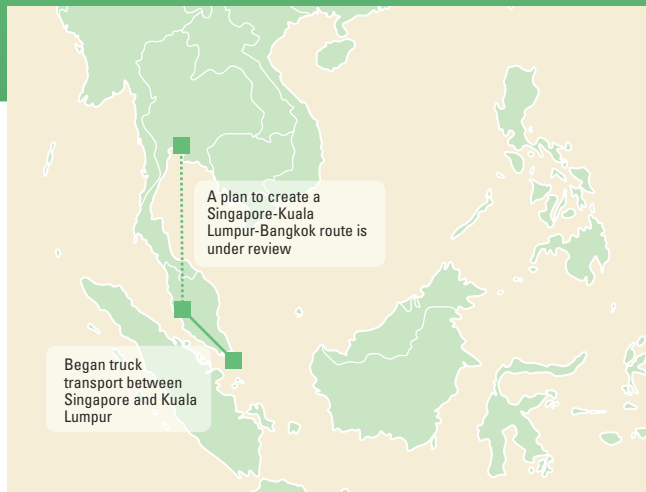 A plan to create a
Singapore-Kuala
Lumpur-Bangkok route is
under review
Began truck
transport between
Singapore and Kuala
Lumpur